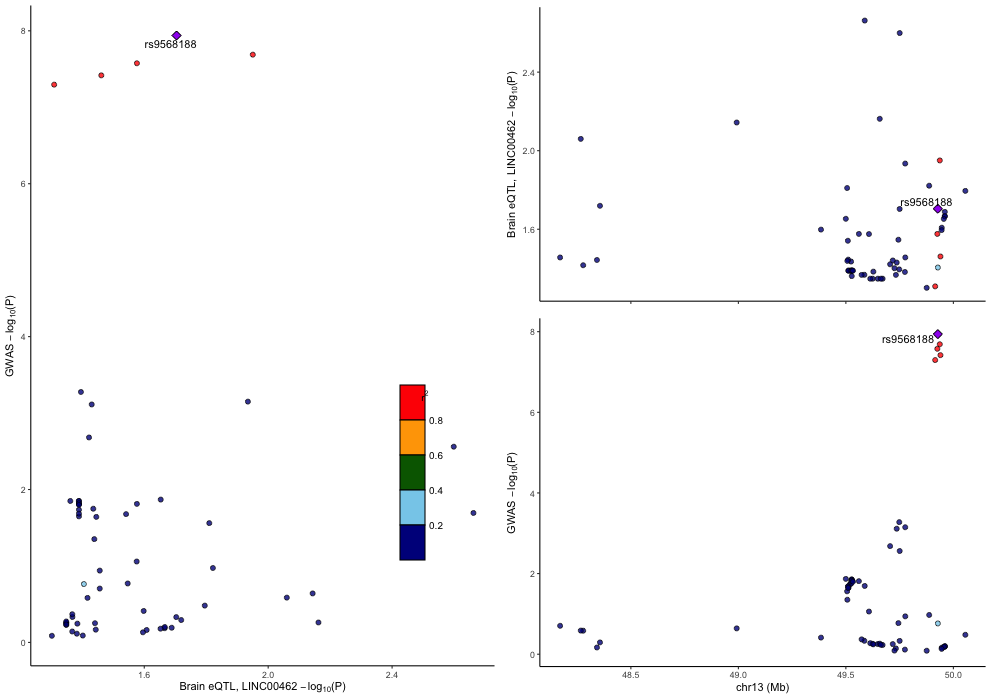 8
6
4
2
0
GWAS −log10(P)
rs9568188
r2
0.8
0.6
0.4
0.2
1.6
2.0
2.4
Brain eQTL, LINC00462 −log10(P)
2.4
2.0
1.6
Brain eQTL, LINC00462 −log10(P)
rs9568188
8
6
4
2
0
GWAS −log10(P)
rs9568188
48.5
49.0
49.5
50.0
chr13 (Mb)